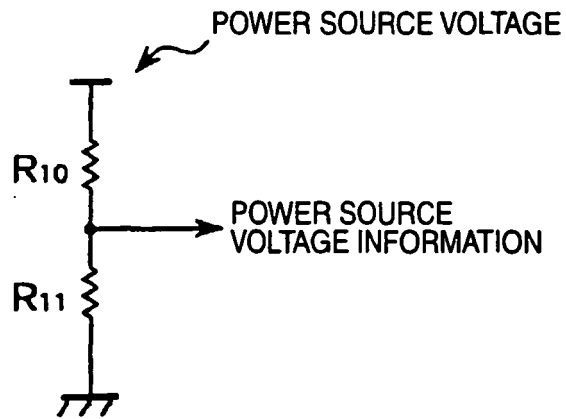 POWER SOURCE VOLTAGE
R10
POWER SOURCE
VOLTAGE INFORMATION
R11